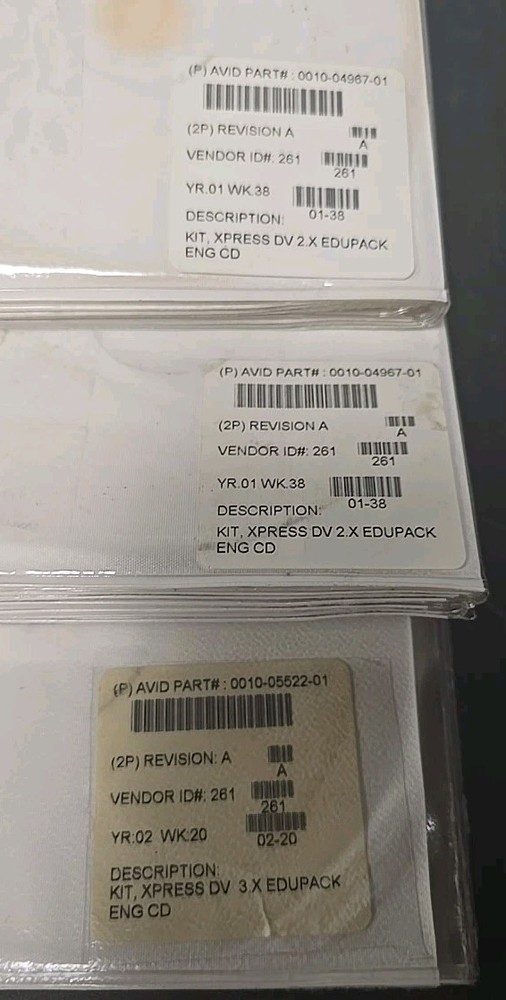 (P) AVID PART# : 0010-04967-01
(2P) REVISION A
A
VENDOR ID#: 261
261
YR.01 WK.38
01-38
DESCRIPTION:
KIT, XPRESS DV 2.X EDUPACK
ENG CD
(P) AVID PART# : 0010-04967-01
(2P) REVISION A
A
VENDOR ID#: 261
261
YR.01 WK.38
01-38
DESCRIPTION:
KIT, XPRESS DV 2.X EDUPACK
ENG CD
(P) AVID PART# : 0010-05522-01
(2P) REVISION: A
A
VENDOR ID#: 261
261
YR:02 WK:20
02-20
DESCRIPTION:
KIT, XPRESS DV 3.X EDUPACK
ENG CD